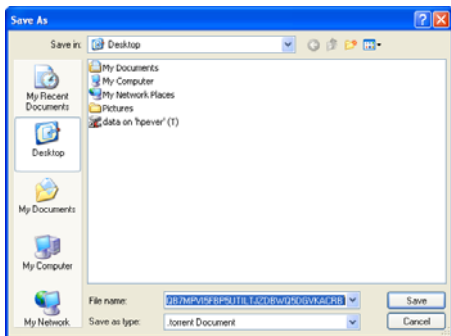 Save As
Save in:
Desktop
My Recent
Documents
Desktop
My Documents
My Computer
My Network
My Documents
My Computer
My Network Places
Pictures
data on 'hpever' (T)
File name:
Save
Save as type:
.torrent Document
Cancel